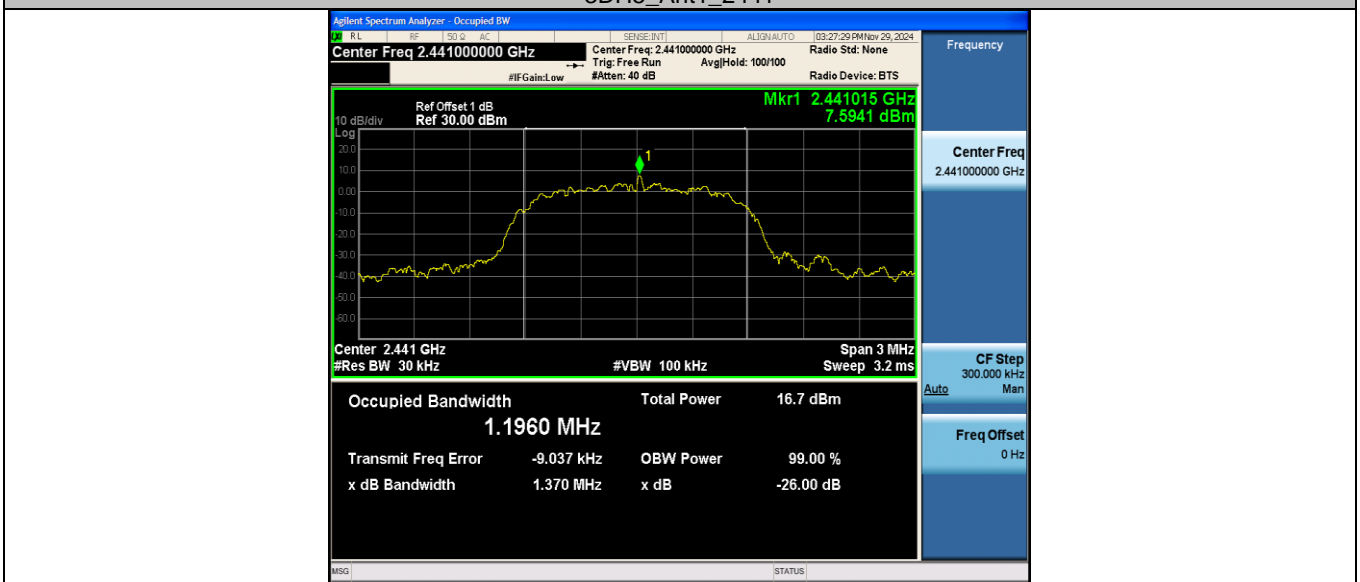 Agilent Spectrum Analyzer - Occupied BW
RL RF 50 Ω AC SENSE:INT ALIGNAUTO 03:27:29 PM Nov 29, 2024
Center Freq 2.441000000 GHz
Center Freq: 2.441000000 GHz Radio Std: None
Trig: Free Run Avg|Hold: 100/100
#IFGain:Low #Atten: 40 dB Radio Device: BTS
Ref Offset 1 dB
10 dB/div Ref 30.00 dBm
Mkr1 2.441015 GHz
7.5941 dBm
Log
20.0
10.0
0.00
-10.0
-20.0
-30.0
-40.0
-50.0
-60.0
1
Center 2.441 GHz Span 3 MHz
#Res BW 30 kHz #VBW 100 kHz Sweep 3.2 ms
Occupied Bandwidth Total Power 16.7 dBm
1.1960 MHz
Transmit Freq Error -9.037 kHz OBW Power 99.00 %
x dB Bandwidth 1.370 MHz x dB -26.00 dB
MSG STATUS
Frequency
Center Freq
2.441000000 GHz
CF Step
300.000 kHz
Auto Man
Freq Offset
0 Hz